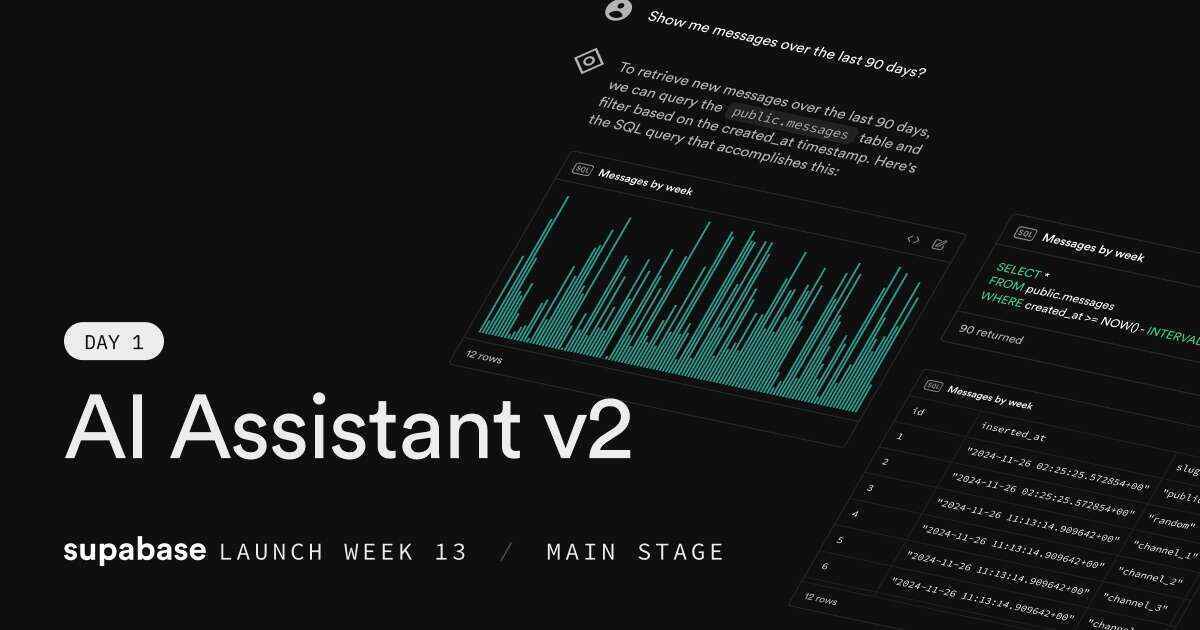 Show me messages over the last 90 days?
To retrieve new messages over the last 90 days,
we can query the public.messages table and
filter based on the created_at timestamp. Here's
the SQL query that accomplishes this:
SQL Messages by week
12 rows
SQL Messages by week
SELECT *
FROM public.messages
WHERE created_at >= NOW() - INTERVAL
90 returned
SQL Messages by week
id inserted_at slug
1 "2024-11-26 02:25:25.572854+00" "public
2 "2024-11-26 02:25:25.572854+00" "random"
3 "2024-11-26 11:13:14.909642+00" "channel_1"
4 "2024-11-26 11:13:14.909642+00" "channel_2"
5 "2024-11-26 11:13:14.909642+00" "channel_3"
6 "2024-11-26 11:13:14.909642+00"
12 rows
DAY 1
AI Assistant v2
supabase LAUNCH WEEK 13 / MAIN STAGE